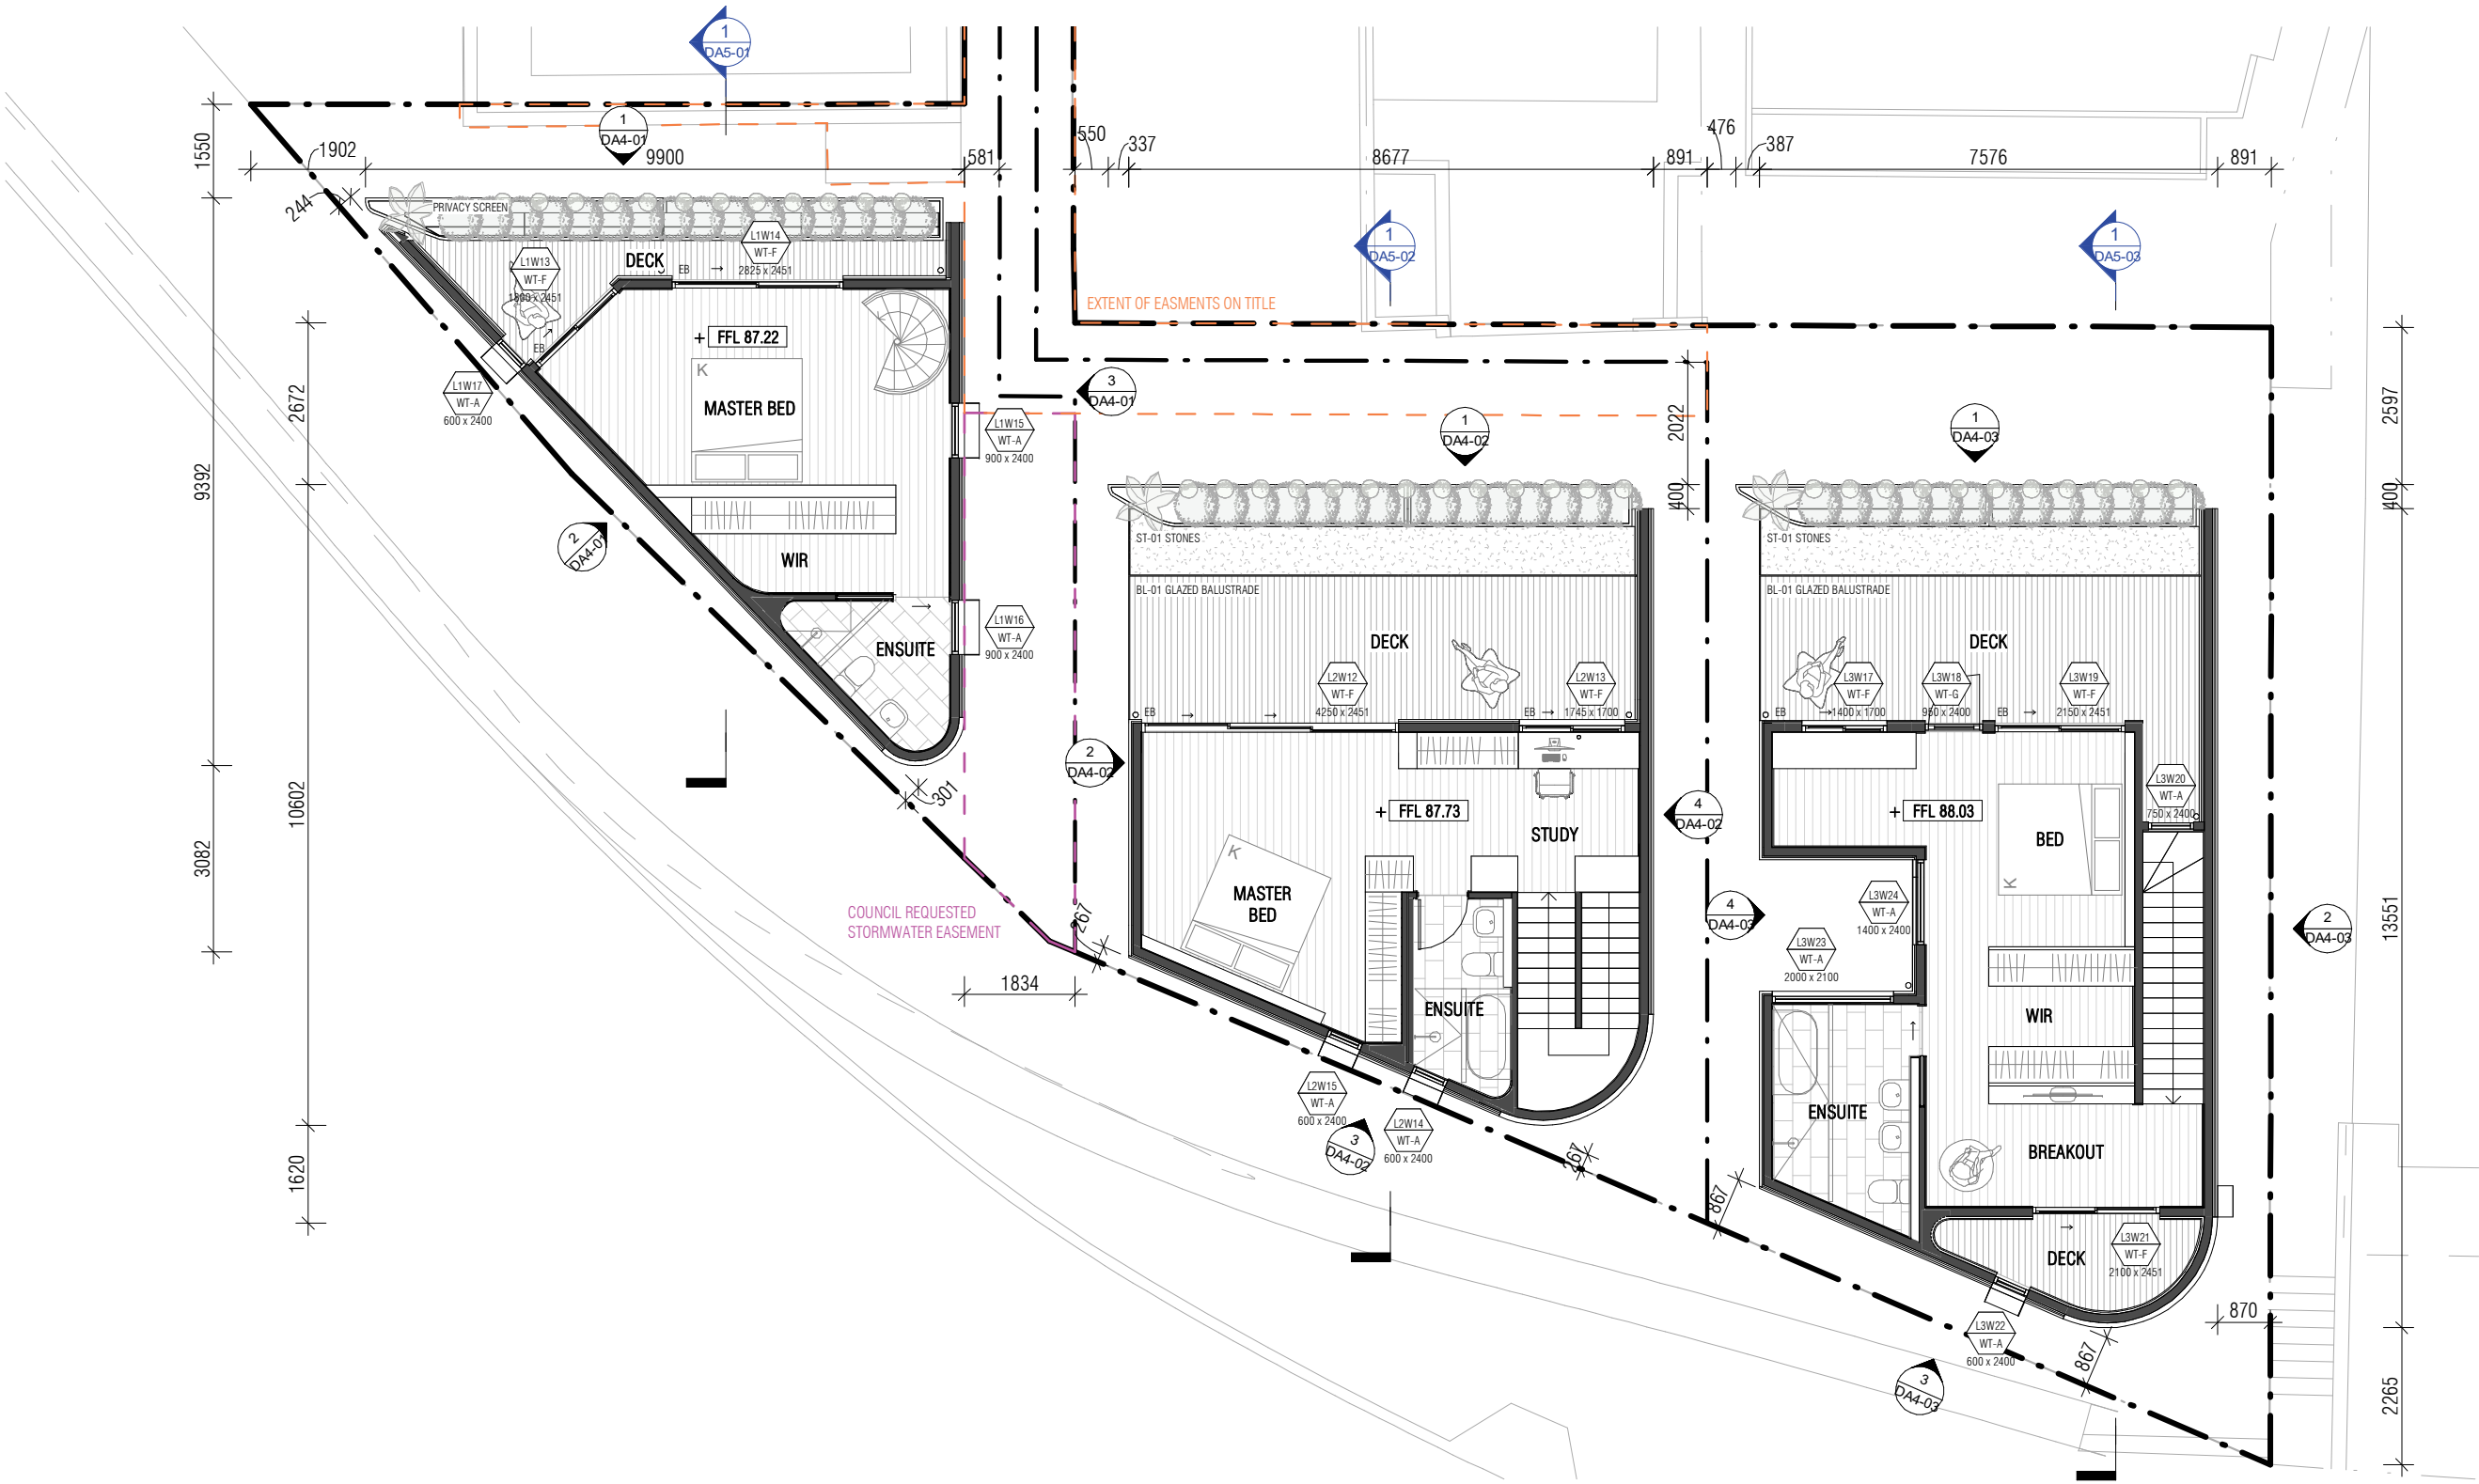 1
DA5-01
1
DA4-01
1550
1902
9900
581
550
337
8677
891
476
387
7576
891
244
PRIVACY SCREEN
L1W14
WT-F
2825 x 2451
L1W13
WT-F
1800 x 2451
DECK
EB
EB
1
DA5-02
1
DA5-03
EXTENT OF EASMENTS ON TITLE
+ FFL 87.22
K
MASTER BED
L1W17
WT-A
600 x 2400
3
DA4-01
L1W15
WT-A
900 x 2400
1
DA4-02
1
DA4-03
2022
400
2597
400
2672
9392
2
DA4-01
WIR
ENSUITE
L1W16
WT-A
900 x 2400
ST-01 STONES
BL-01 GLAZED BALUSTRADE
DECK
L2W12
WT-F
4250 x 2451
L2W13
WT-F
1745 x 1700
EB
EB
ST-01 STONES
BL-01 GLAZED BALUSTRADE
DECK
L3W17
WT-F
1400 x 1700
L3W18
WT-G
950 x 2400
L3W19
WT-F
2150 x 2451
EB
EB
2
DA4-02
301
10602
3082
+ FFL 87.73
STUDY
4
DA4-02
+ FFL 88.03
BED
K
L3W20
WT-A
750 x 2400
K
MASTER
BED
COUNCIL REQUESTED
STORMWATER EASEMENT
267
1834
ENSUITE
4
DA4-03
L3W24
WT-A
1400 x 2400
L3W23
WT-A
2000 x 2100
2
DA4-03
13551
WIR
L2W15
WT-A
600 x 2400
L2W14
WT-A
600 x 2400
3
DA4-02
267
867
1620
ENSUITE
BREAKOUT
DECK
L3W21
WT-F
2100 x 2451
L3W22
WT-A
600 x 2400
870
867
3
DA4-03
2265